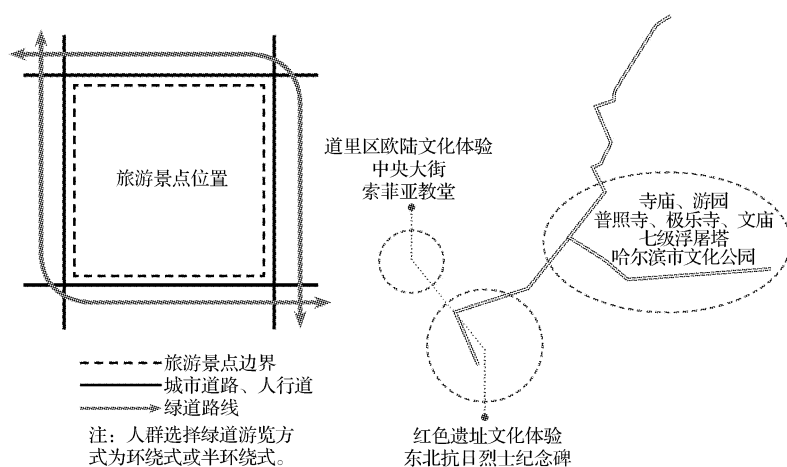 旅游景点位置
旅游景点边界
城市道路、人行道
绿道路线
注：人群选择绿道游览方
式为环绕式或半环绕式。
道里区欧陆文化体验
中央大街
索菲亚教堂
寺庙、游园
普照寺、极乐寺、文庙
七级浮屠塔
哈尔滨市文化公园
红色遗址文化体验
东北抗日烈士纪念碑